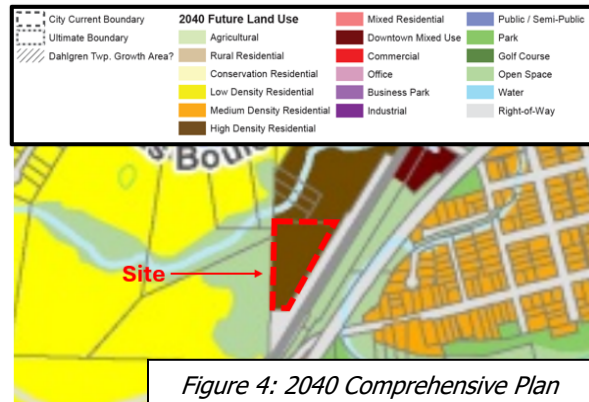 City Current Boundary
Ultimate Boundary
Dahlgren Twp. Growth Area?
2040 Future Land Use
Agricultural
Rural Residential
Conservation Residential
Low Density Residential
Medium Density Residential
High Density Residential
Mixed Residential
Downtown Mixed Use
Commercial
Office
Business Park
Industrial
Public / Semi-Public
Park
Golf Course
Open Space
Water
Right-of-Way
Site
Figure 4: 2040 Comprehensive Plan